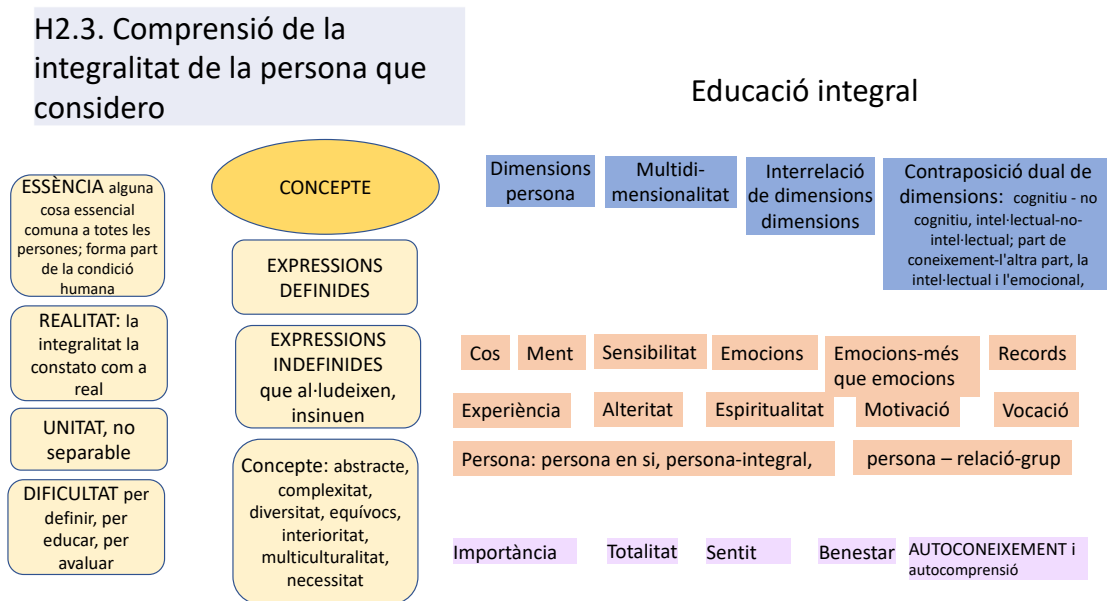 H2.3. Comprensió de la
integralitat de la persona que
considero
Educació integral
ESSÈNCIA alguna
cosa essencial
comuna a totes les
persones; forma part
de la condició
humana
REALITAT: la
integralitat la
constato com a
real
UNITAT, no
separable
DIFICULTAT per
definir, per
educar, per
avaluar
CONCEPTE
EXPRESSIONS
DEFINIDES
EXPRESSIONS
INDEFINIDES
que al·ludeixen,
insinuen
Concepte: abstracte,
complexitat,
diversitat, equívocs,
interioritat,
multiculturalitat,
necessitat
Dimensions
persona
Multidi-
mensionalitat
Interrelació
de dimensions
dimensions
Contraposició dual de
dimensions: cognitiu - no
cognitiu, intel·lectual-no-
intel·lectual; part de
coneixement-l'altra part, la
intel·lectual i l'emocional,
Cos
Ment
Sensibilitat
Emocions
Emocions-més
que emocions
Records
Experiència
Alteritat
Espiritualitat
Motivació
Vocació
Persona: persona en si, persona-integral,
persona – relació-grup
Importància
Totalitat
Sentit
Benestar
AUTOCONEIXEMENT i
autocomprensió